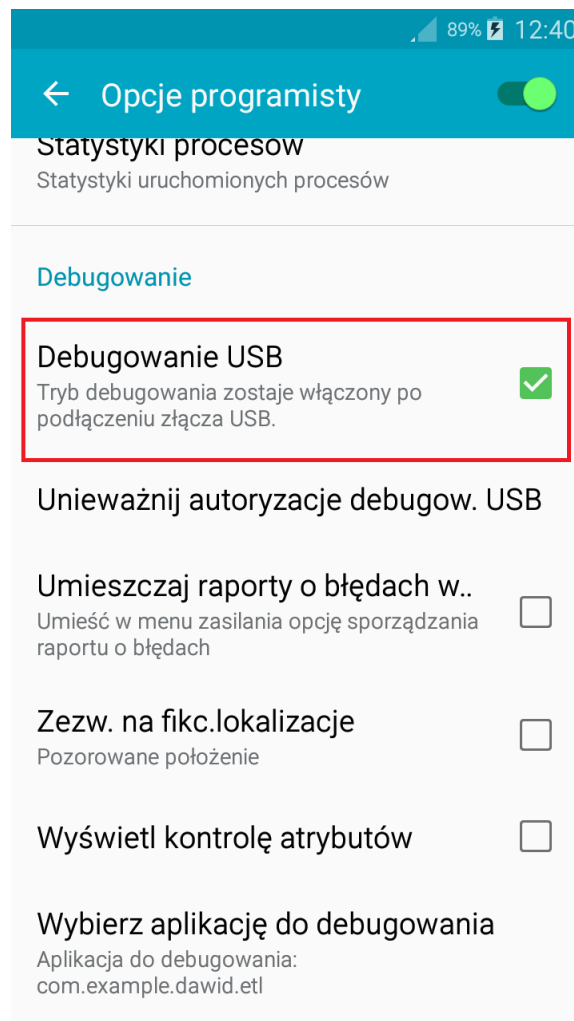 89% 12:40
Opcje programisty
Statystyki procesów
Statystyki uruchomionych procesów
Debugowanie
Debugowanie USB
Tryb debugowania zostaje włączony po
podłączeniu złącza USB.
Unieważnij autoryzacje debugow. USB
Umieszczaj raporty o błędach w..
Umieść w menu zasilania opcję sporządzania
raportu o błędach
Zezw. na fikc.lokalizacje
Pozorowane położenie
Wyświetl kontrolę atrybutów
Wybierz aplikację do debugowania
Aplikacja do debugowania:
com.example.dawid.etl